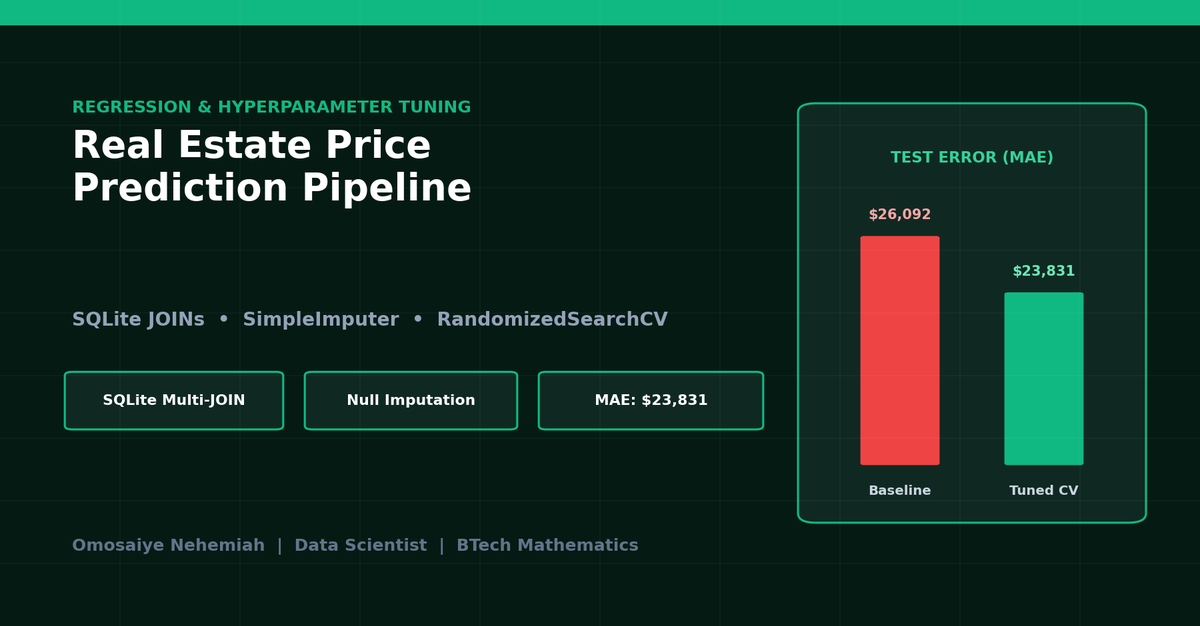 REGRESSION & HYPERPARAMETER TUNING
Real Estate Price
Prediction Pipeline
SQLite JOINs • SimpleImputer • RandomizedSearchCV
SQLite Multi-JOIN
Null Imputation
MAE: $23,831
Omosaiye Nehemiah | Data Scientist | BTech Mathematics
TEST ERROR (MAE)
$26,092
$23,831
Baseline
Tuned CV